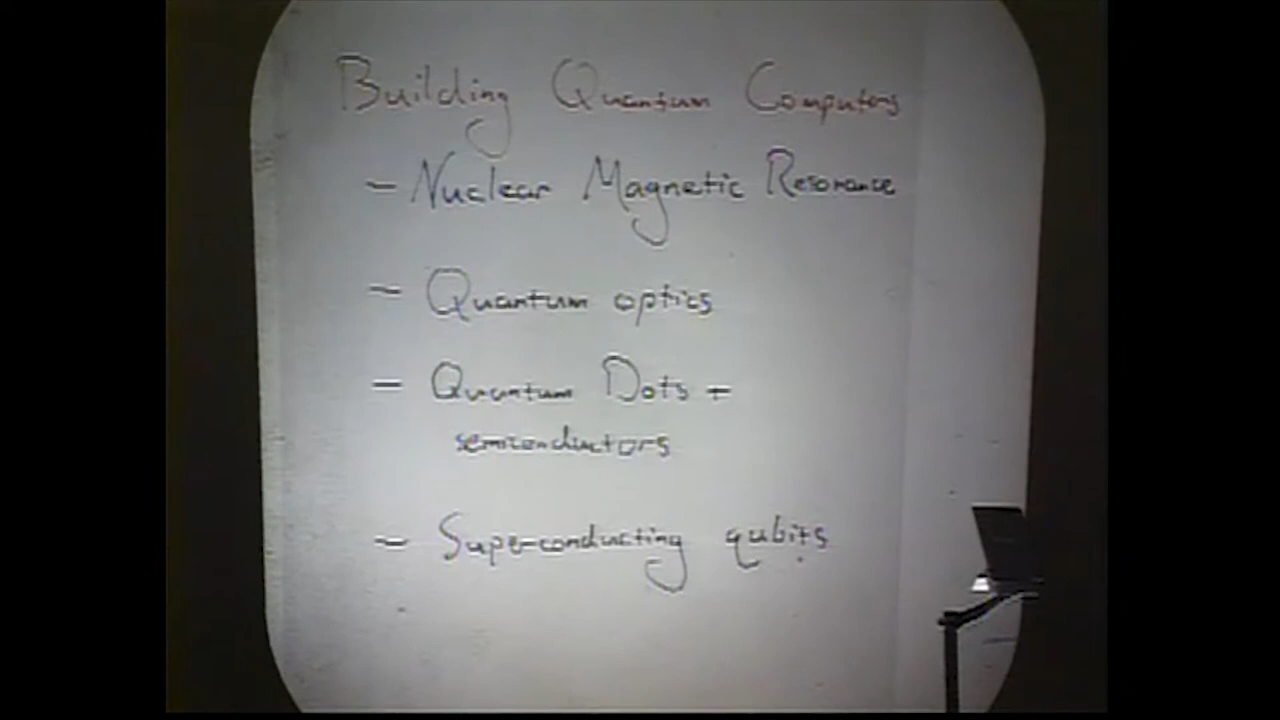 Building Quantum Computers
- Nuclear Magnetic Resonance
- Quantum optics
- Quantum Dots +
semiconductors
- Superconducting qubits